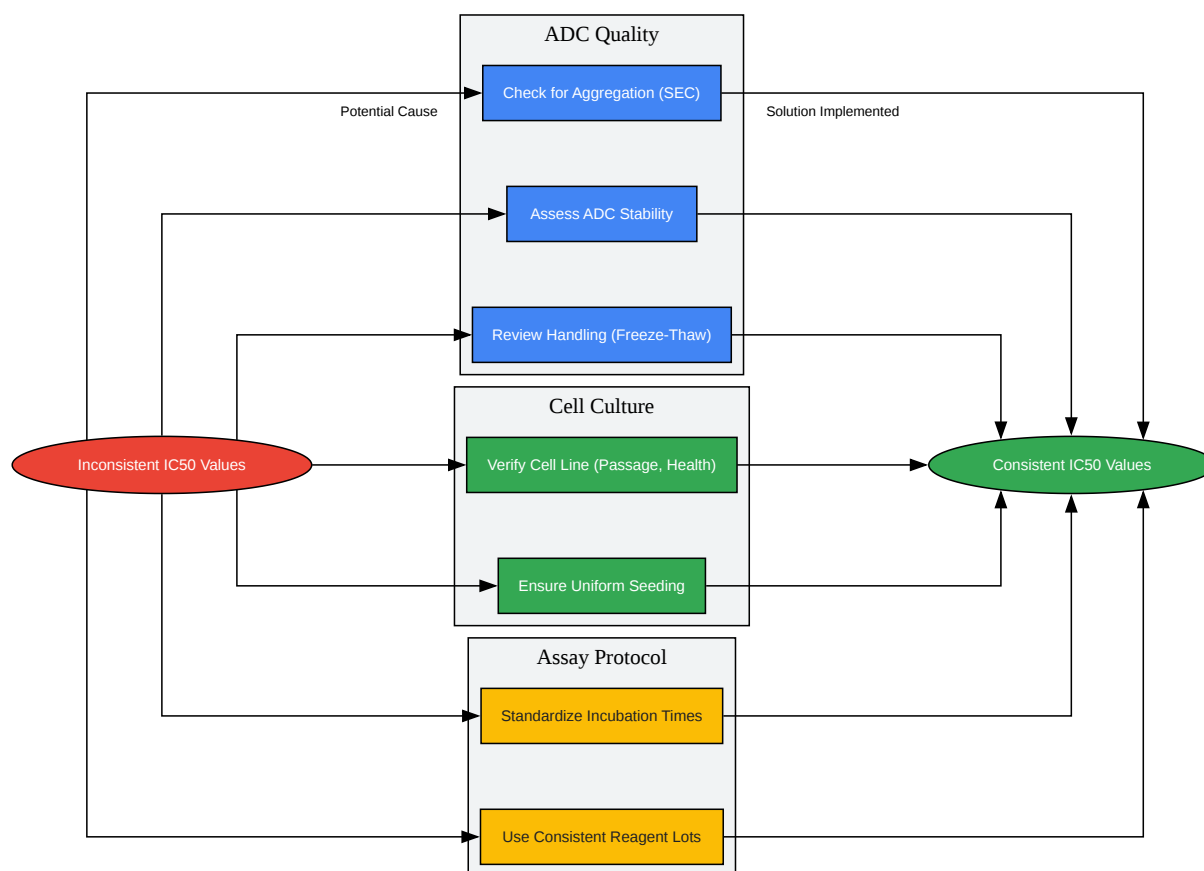 ADC Quality
Check for Aggregation (SEC)
Potential Cause
Solution Implemented
Assess ADC Stability
Review Handling (Freeze-Thaw)
Cell Culture
Inconsistent IC50 Values
Verify Cell Line (Passage, Health)
Consistent IC50 Values
Ensure Uniform Seeding
Assay Protocol
Standardize Incubation Times
Use Consistent Reagent Lots